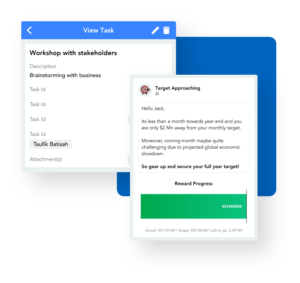 View Task
Workshop with stakeholders
Description
Brainstorming with business
Task Id
Task Id
Task Id
Task Id
Taufik Batisah
Attachment(s)
Target Approaching
Hello Jack,
Its less than a month towards year end and you
are only $2 Mn away from your monthly target.
Moreover, coming month maybe quite
challenging due to projected global economic
slowdown.
So gear up and secure your full year target!
Reward Progress